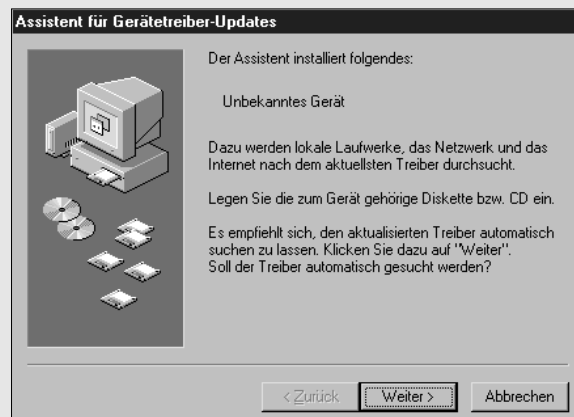 Assistent für Gerätetreiber-Updates
Der Assistent installiert folgendes:
Unbekanntes Gerät
Dazu werden lokale Laufwerke, das Netzwerk und das
Internet nach dem aktuellsten Treiber durchsucht.
Legen Sie die zum Gerät gehörige Diskette bzw. CD ein.
Es empfiehlt sich, den aktualisierten Treiber automatisch
suchen zu lassen. Klicken Sie dazu auf "Weiter".
Soll der Treiber automatisch gesucht werden?
< Zurück Weiter > Abbrechen